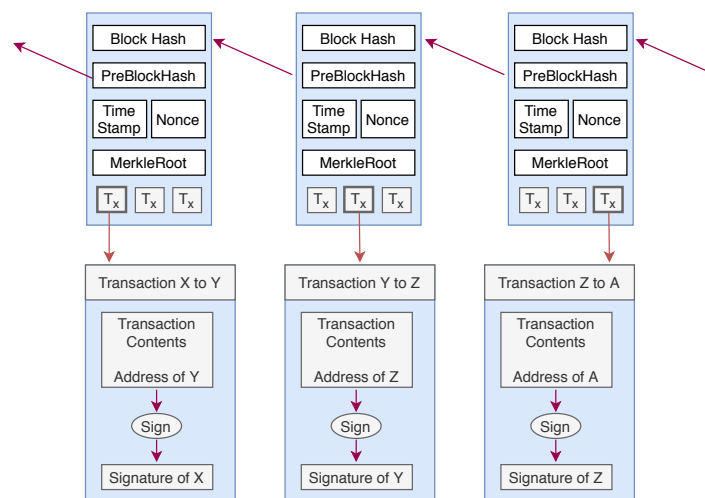 Block Hash
PreBlockHash
Time
Stamp
Nonce
MerkleRoot
Tx
Tx
Tx
Block Hash
PreBlockHash
Time
Stamp
Nonce
MerkleRoot
Tx
Tx
Tx
Block Hash
PreBlockHash
Time
Stamp
Nonce
MerkleRoot
Tx
Tx
Tx
Transaction X to Y
Transaction
Contents
Address of Y
Sign
Signature of X
Transaction Y to Z
Transaction
Contents
Address of Z
Sign
Signature of Y
Transaction Z to A
Transaction
Contents
Address of A
Sign
Signature of Z